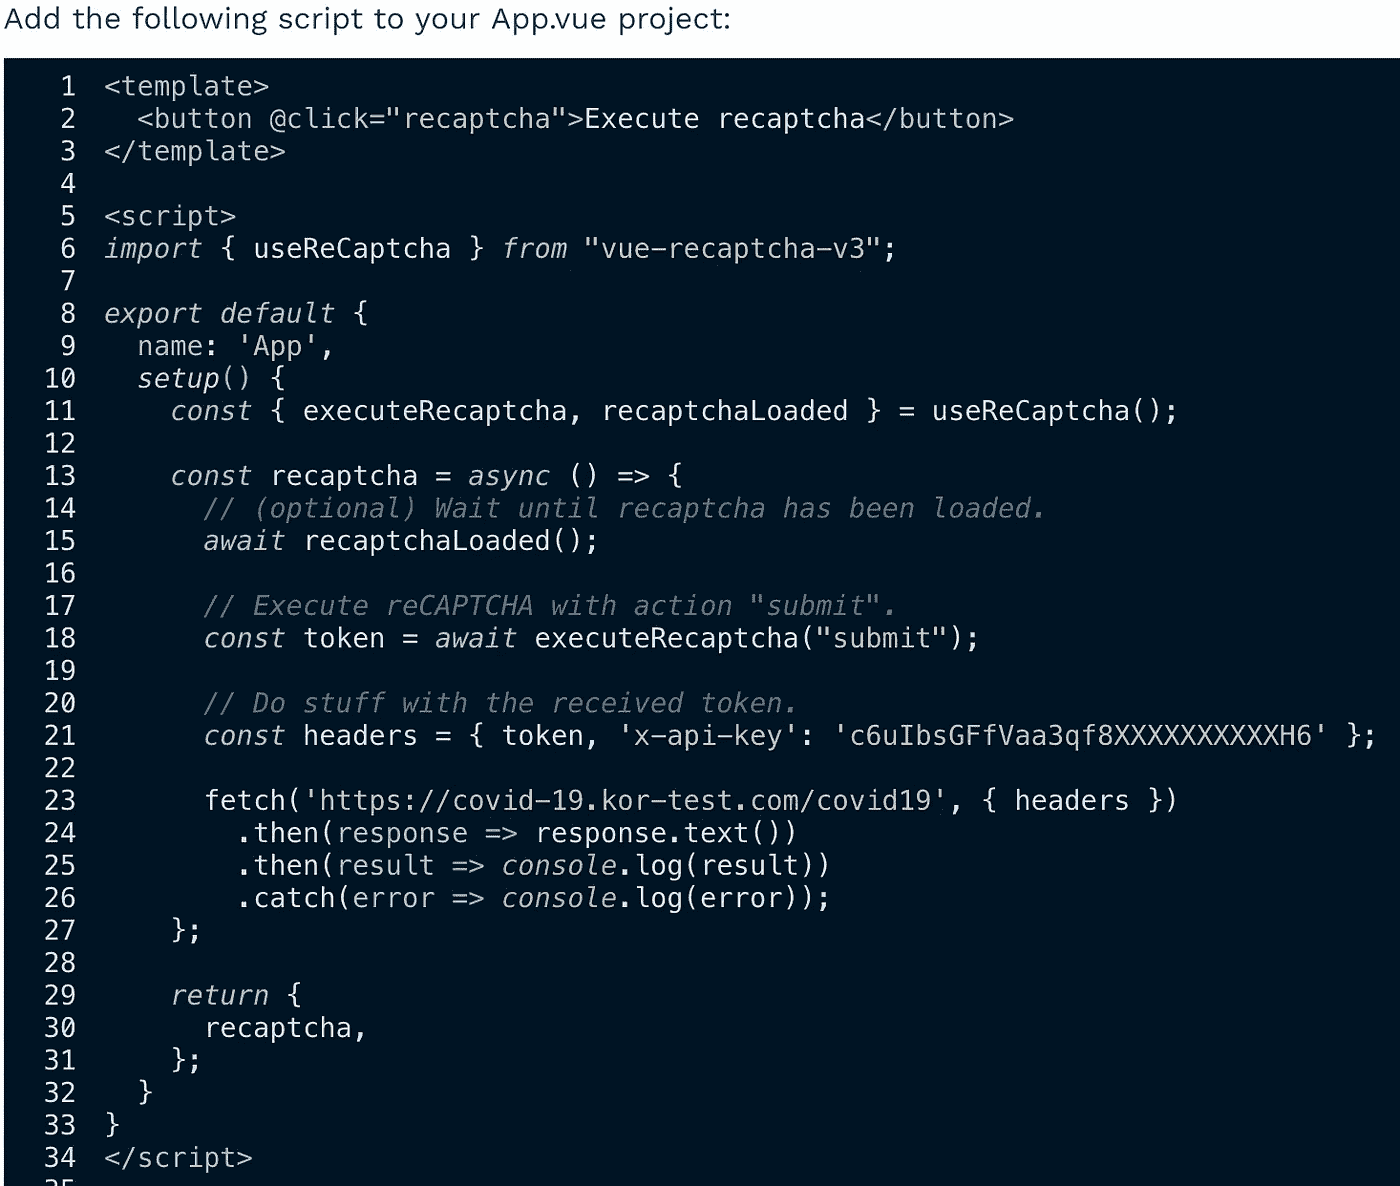 Add the following script to your App.vue project:
1 <template>
2   <button @click="recaptcha">Execute recaptcha</button>
3 </template>
4
5 <script>
6 import { useReCaptcha } from "vue-recaptcha-v3";
7
8 export default {
9   name: 'App',
10   setup() {
11     const { executeRecaptcha, recaptchaLoaded } = useReCaptcha();
12
13     const recaptcha = async () => {
14       // (optional) Wait until recaptcha has been loaded.
15       await recaptchaLoaded();
16
17       // Execute reCAPTCHA with action "submit".
18       const token = await executeRecaptcha("submit");
19
20       // Do stuff with the received token.
21       const headers = { token, 'x-api-key': 'c6uIbsGFfVaa3qf8XXXXXXXXXXH6' };
22
23       fetch('https://covid-19.kor-test.com/covid19', { headers })
24         .then(response => response.text())
25         .then(result => console.log(result))
26         .catch(error => console.log(error));
27     };
28
29     return {
30       recaptcha,
31     };
32   }
33 }
34 </script>